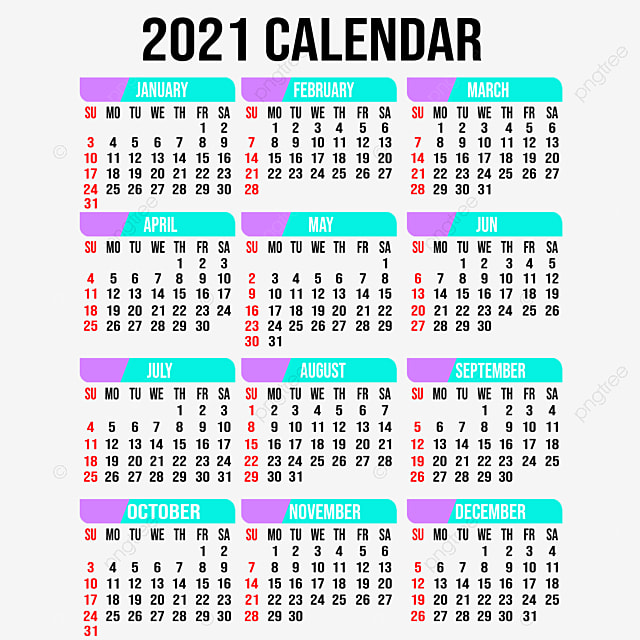 2021 CALENDAR
JANUARY
SU MO TU WE TH FR SA
1 2
3 4 5 6 7 8 9
10 11 12 13 14 15 16
17 18 19 20 21 22 23
24 25 26 27 28 29 30
31
FEBRUARY
SU MO TU WE TH FR SA
1 2 3 4 5 6
7 8 9 10 11 12 13
14 15 16 17 18 19 20
21 22 23 24 25 26 27
28
MARCH
SU MO TU WE TH FR SA
1 2 3 4 5 6
7 8 9 10 11 12 13
14 15 16 17 18 19 20
21 22 23 24 25 26 27
28 29 30 31
APRIL
SU MO TU WE TH FR SA
1 2 3
4 5 6 7 8 9 10
11 12 13 14 15 16 17
18 19 20 21 22 23 24
25 26 27 28 29 30
MAY
SU MO TU WE TH FR SA
1
2 3 4 5 6 7 8
9 10 11 12 13 14 15
16 17 18 19 20 21 22
23 24 25 26 27 28 29
30 31
JUN
SU MO TU WE TH FR SA
1 2 3 4 5
6 7 8 9 10 11 12
13 14 15 16 17 18 19
20 21 22 23 24 25 26
27 28 29 30
JULY
SU MO TU WE TH FR SA
1 2 3
4 5 6 7 8 9 10
11 12 13 14 15 16 17
18 19 20 21 22 23 24
25 26 27 28 29 30 31
AUGUST
SU MO TU WE TH FR SA
1 2 3 4 5 6 7
8 9 10 11 12 13 14
15 16 17 18 19 20 21
22 23 24 25 26 27 28
29 30 31
SEPTEMBER
SU MO TU WE TH FR SA
1 2 3 4
5 6 7 8 9 10 11
12 13 14 15 16 17 18
19 20 21 22 23 24 25
26 27 28 29 30
OCTOBER
SU MO TU WE TH FR SA
1 2
3 4 5 6 7 8 9
10 11 12 13 14 15 16
17 18 19 20 21 22 23
24 25 26 27 28 29 30
31
NOVEMBER
SU MO TU WE TH FR SA
1 2 3 4 5 6
7 8 9 10 11 12 13
14 15 16 17 18 19 20
21 22 23 24 25 26 27
28 29 30
DECEMBER
SU MO TU WE TH FR SA
1 2 3 4
5 6 7 8 9 10 11
12 13 14 15 16 17 18
19 20 21 22 23 24 25
26 27 28 29 30 31
pngtree